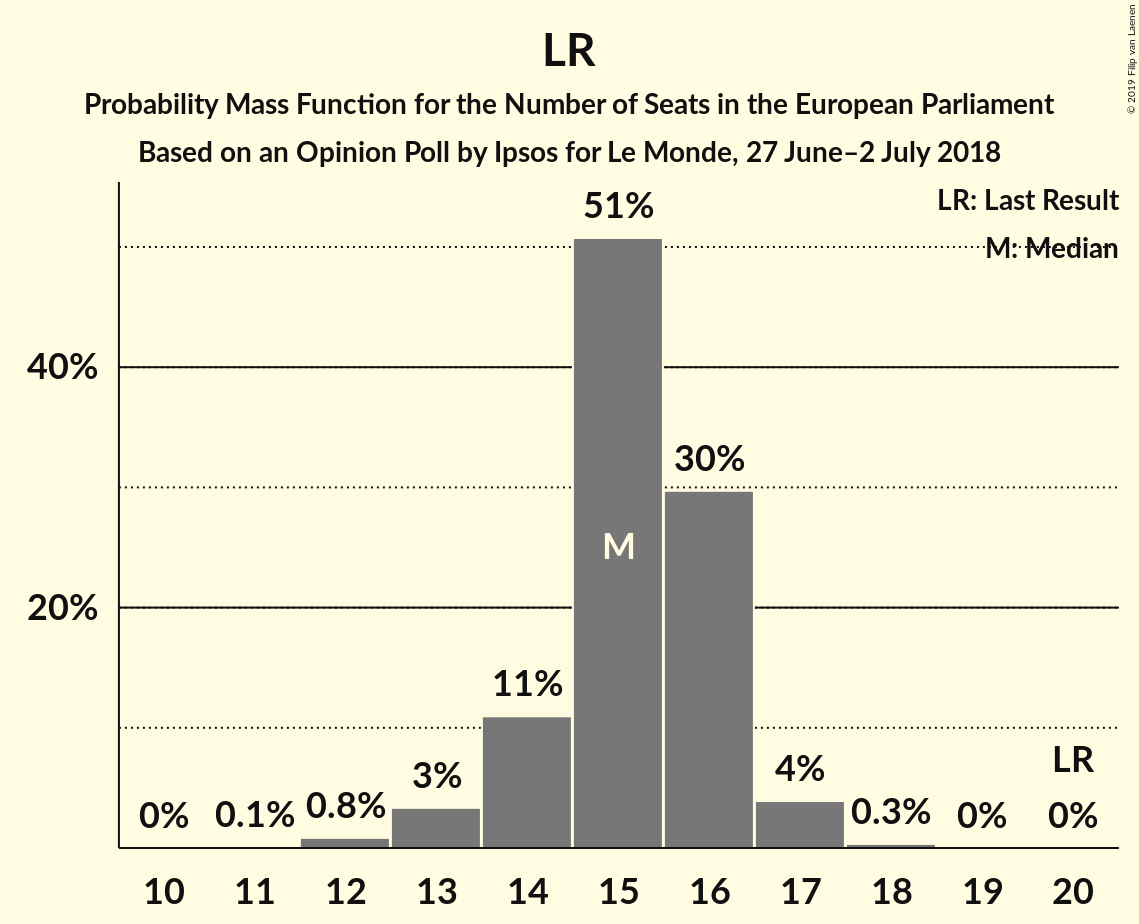 LR
Probability Mass Function for the Number of Seats in the European Parliament
Based on an Opinion Poll by Ipsos for Le Monde, 27 June–2 July 2018
© 2019 Filip van Laenen
LR: Last Result
M: Median
51%
40%
30%
M
20%
11%
LR
3%
4%
0%
0.1%
0.8%
0.3%
0%
0%
10 11 12 13 14 15 16 17 18 19 20